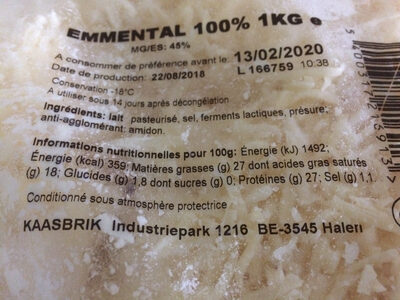 EMMENTAL 100% 1KG e
MG/ES: 45%
A consommer de préférence avant le: 13/02/2020
Date de production: 22/08/2018 L 166759 10:38
Conservation -18°C
A utiliser sous 14 jours après décongélation
Ingrédients: lait pasteurisé, sel, ferments lactiques, présure;
anti-agglomérant: amidon.
Informations nutritionnelles pour 100g: Énergie (kJ) 1492;
Énergie (kcal) 359; Matières grasses (g) 27 dont acides gras saturés
(g) 18; Glucides (g) 1,8 dont sucres (g) 0; Protéines (g) 27; Sel (g) 1.1.
Conditionné sous atmosphère protectrice
KAASBRIK Industriepark 1216 BE-3545 Halen